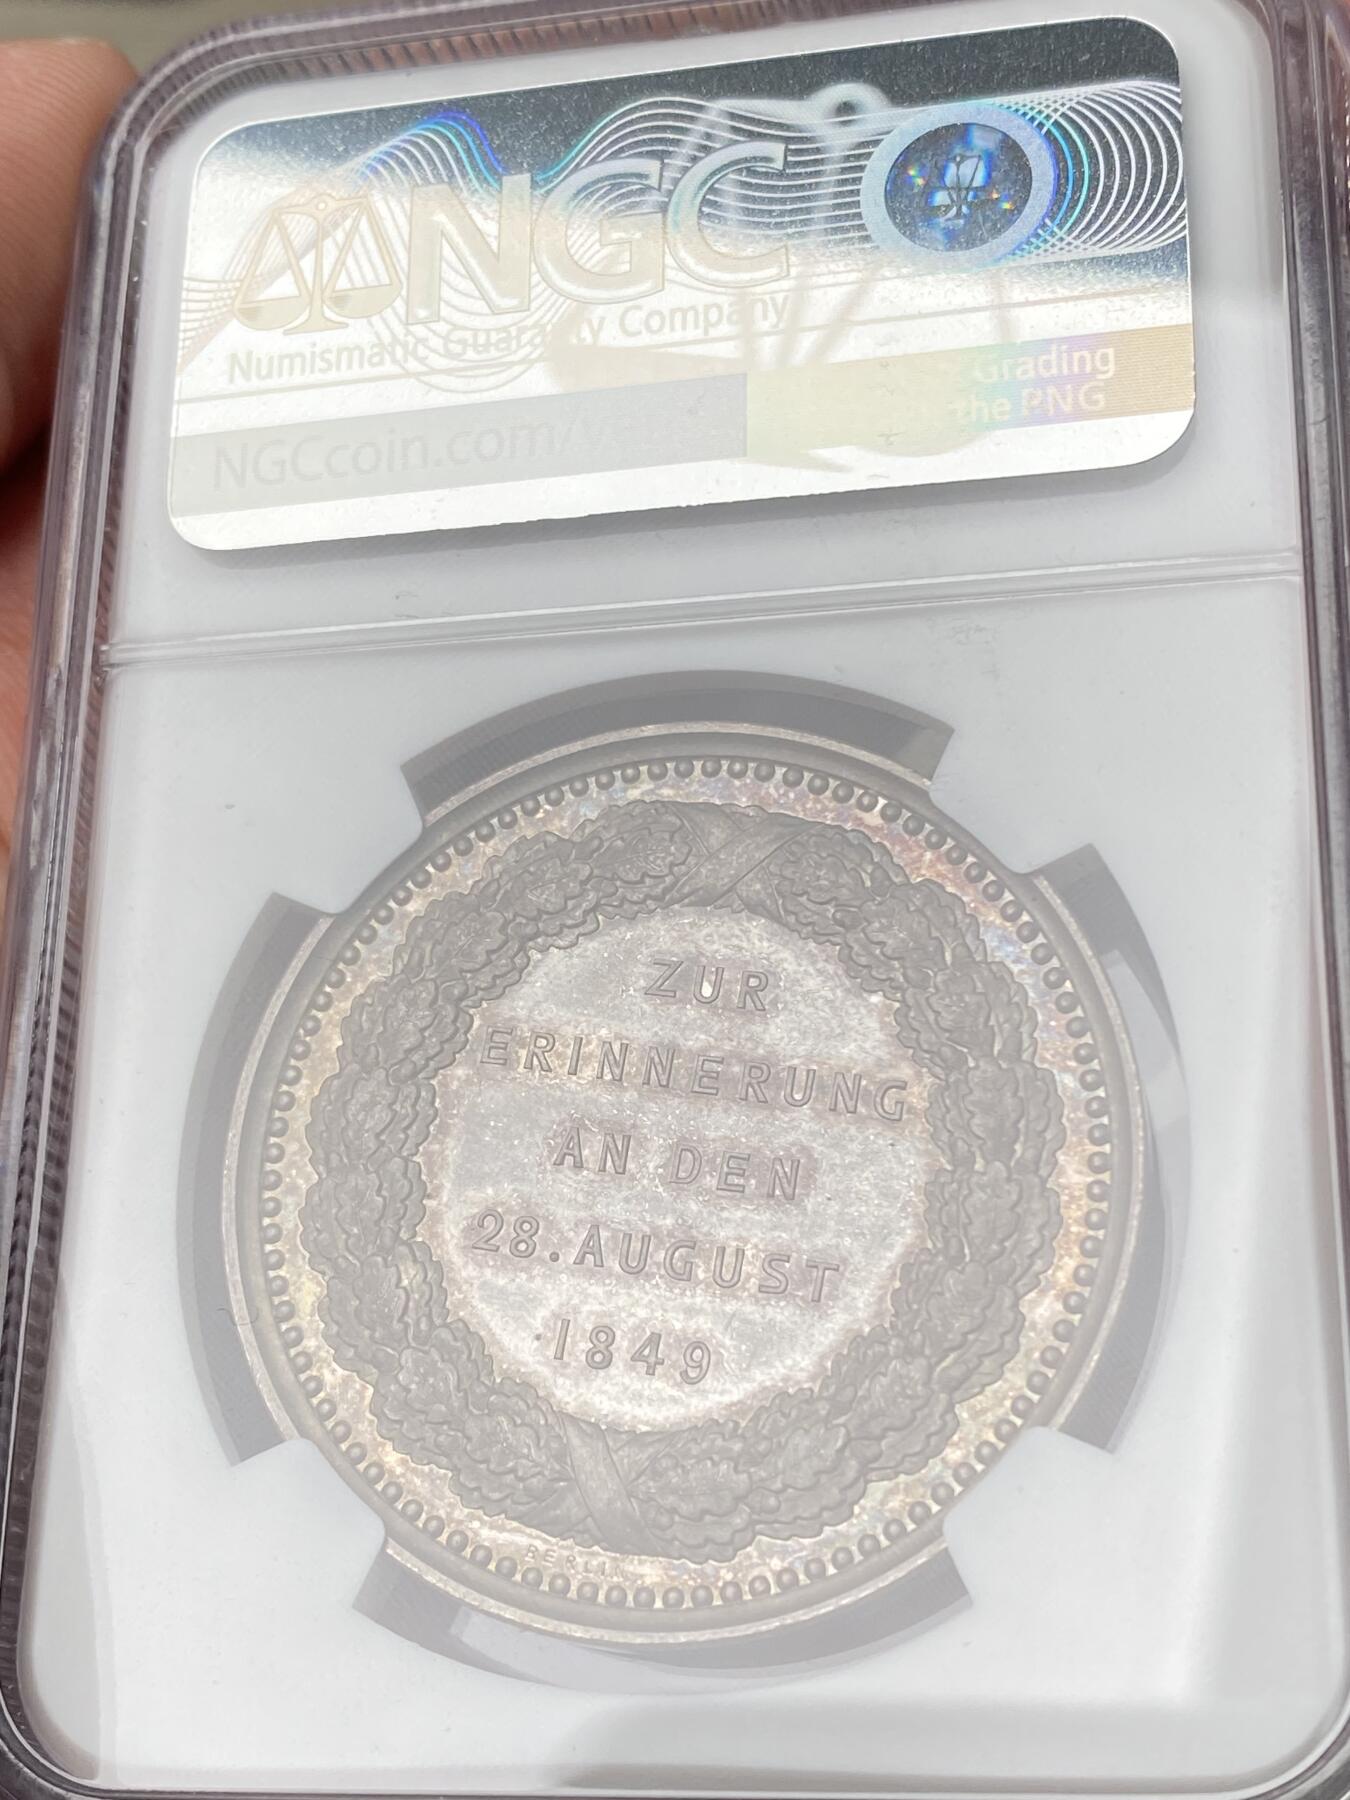 NGC
Numismatic Guaranty Company
NGCcoin.com/
Grading
the PNG
ZUR
ERINNERUNG
AN DEN
28. AUGUST
1849
BERLIN